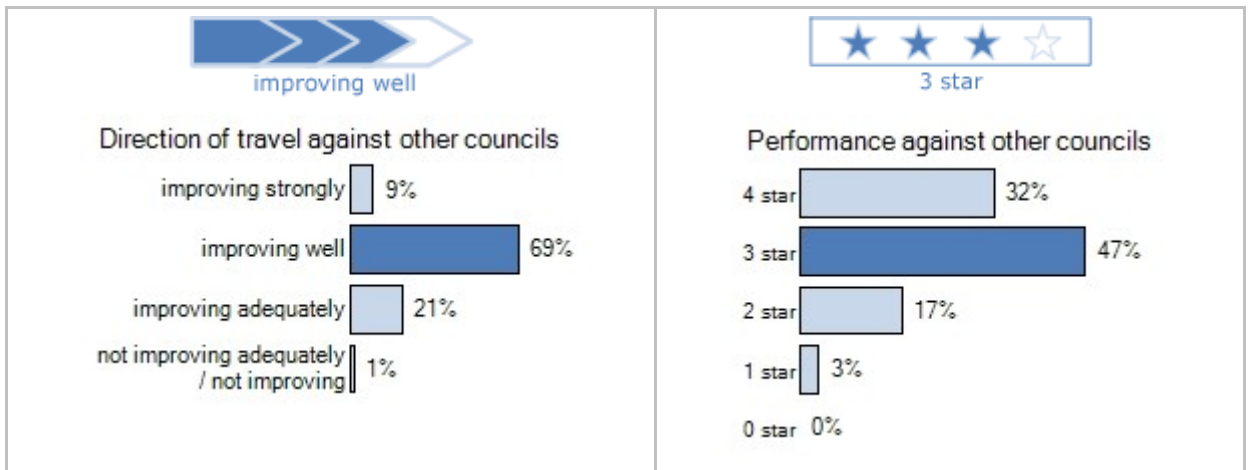 improving well
Direction of travel against other councils
improving strongly 9%
improving well 69%
improving adequately 21%
not improving adequately
/ not improving 1%
3 star
Performance against other councils
4 star 32%
3 star 47%
2 star 17%
1 star 3%
0 star 0%